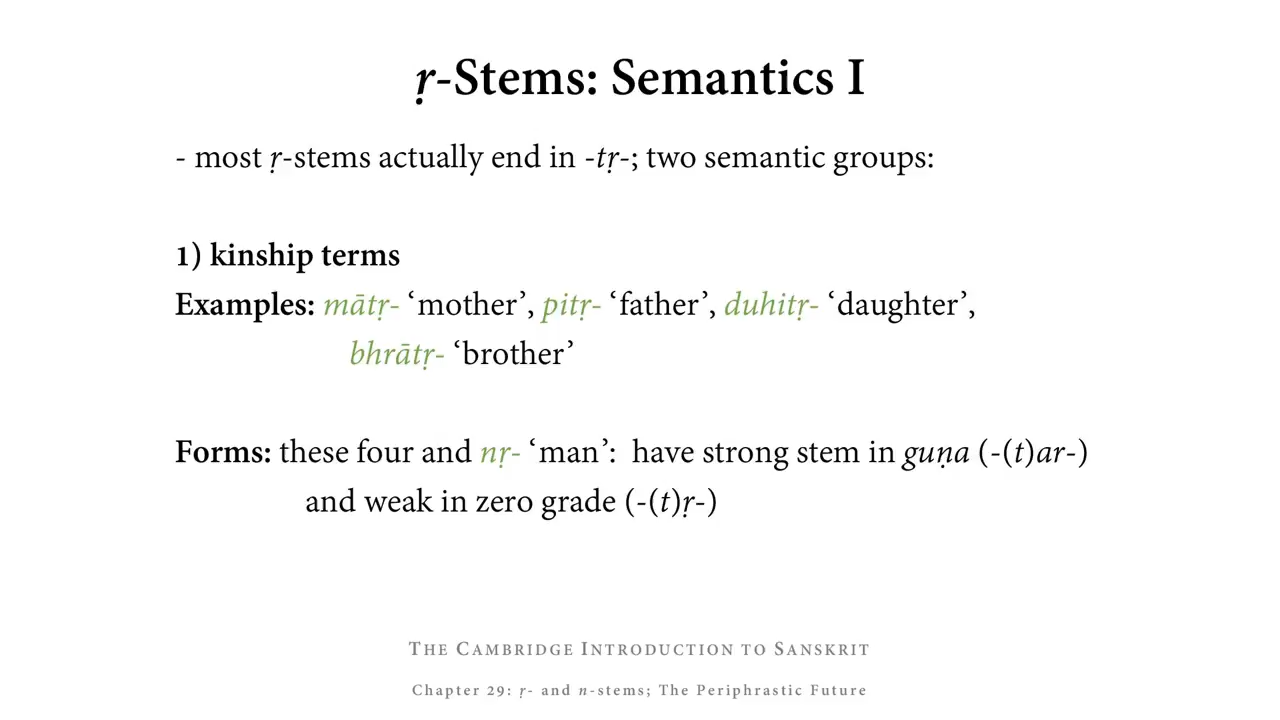 ṛ-Stems: Semantics I
- most ṛ-stems actually end in -tṛ-; two semantic groups:
1) kinship terms
Examples: mātṛ- ‘mother’, pitṛ- ‘father’, duhitṛ- ‘daughter’,
bhrātṛ- ‘brother’
Forms: these four and nṛ- ‘man’: have strong stem in guṇa (-(t)ar-)
and weak in zero grade (-(t)ṛ-)
The Cambridge Introduction to Sanskrit
Chapter 29: ṛ- and n-stems; The Periphrastic Future